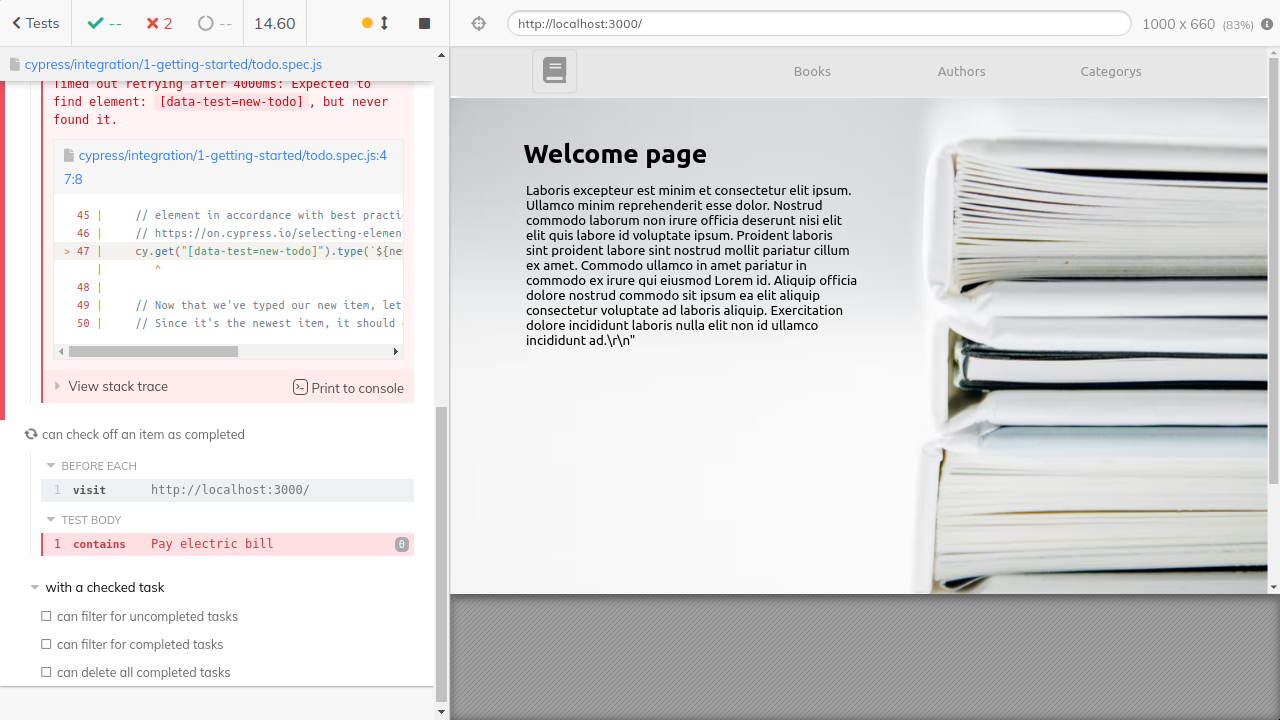 Tests
--
2
--
14.60
http://localhost:3000/
1000 x 660 (83%)
cypress/integration/1-getting-started/todo.spec.js
Timed out retrying after 4000ms: Expected to
find element: [data-test=new-todo], but never
found it.
cypress/integration/1-getting-started/todo.spec.js:4
7:8
45 | // element in accordance with best practi
46 | // https://on.cypress.io/selecting-elemen
> 47 | cy.get("[data-test=new-todo]").type(`${ne
| ^
48 |
49 | // Now that we've typed our new item, let
50 | // Since it's the newest item, it should
View stack trace
Print to console
can check off an item as completed
BEFORE EACH
1 visit http://localhost:3000/
TEST BODY
1 contains Pay electric bill 0
with a checked task
can filter for uncompleted tasks
can filter for completed tasks
can delete all completed tasks
Books
Authors
Categorys
Welcome page
Laboris excepteur est minim et consectetur elit ipsum.
Ullamco minim reprehenderit esse dolor. Nostrud
commodo laborum non irure officia deserunt nisi elit
elit quis labore id voluptate ipsum. Proident laboris
sint proident labore sint nostrud mollit pariatur cillum
ex amet. Commodo ullamco in amet pariatur in
commodo ex irure qui eiusmod Lorem id. Aliquip officia
dolore nostrud commodo sit ipsum ea elit aliquip
consectetur voluptate ad laboris aliquip. Exercitation
dolore incididunt laboris nulla elit non id ullamco
incididunt ad.\r\n"